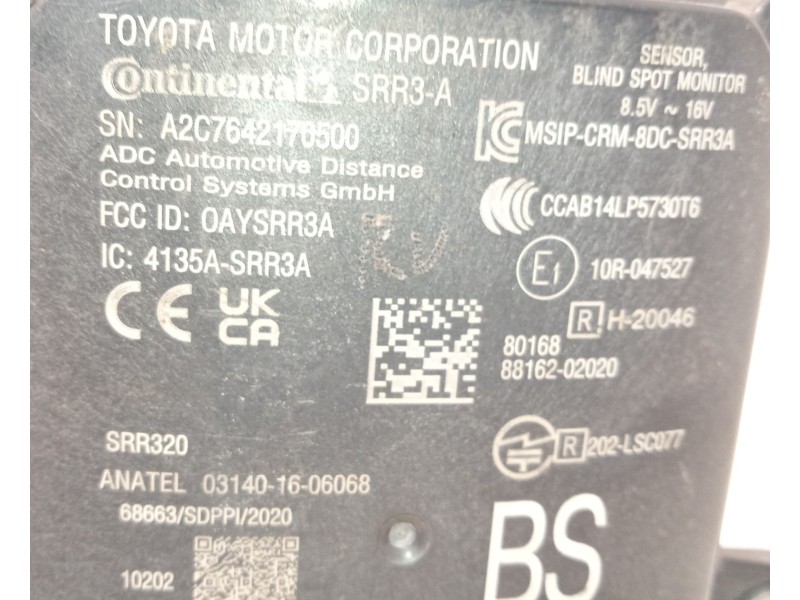 TOYOTA MOTOR CORPORATION
SENSOR,
BLIND SPOT MONITOR
8.5V ~ 16V
Continental SRR3-A
SN: A2C7642170500
MSIP-CRM-8DC-SRR3A
ADC Automotive Distance
Control Systems GmbH
CCAB14LP5730T6
FCC ID: OAYSRR3A
IC: 4135A-SRR3A
E1 10R-047527
CE UK CA
R H-20046
80168
88162-02020
SRR320
R 202-LSC077
ANATEL 03140-16-06068
68663/SDPPI/2020
BS
10202